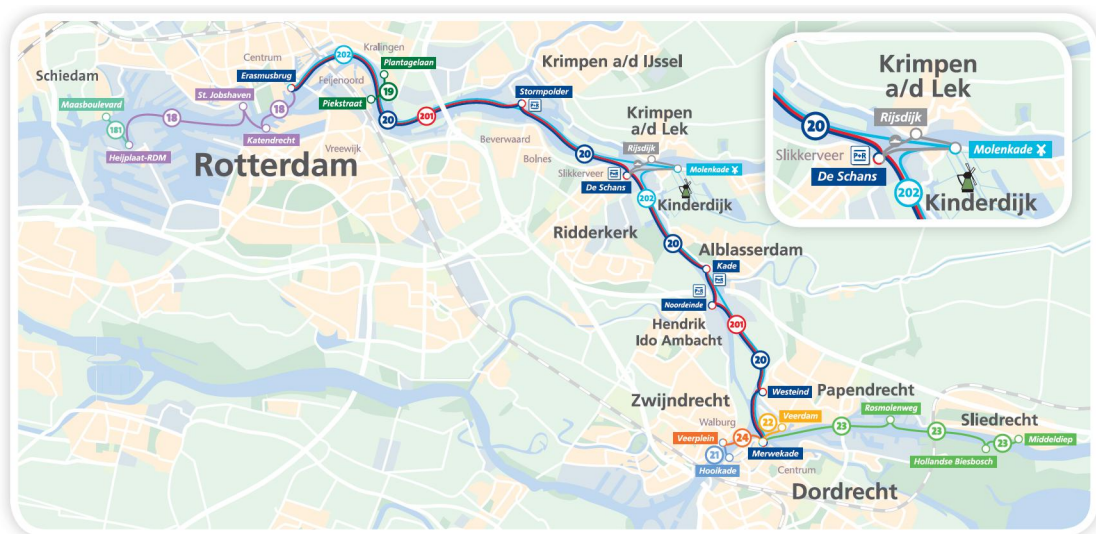 Schiedam
Maasboulevard
181
Heijplaat-RDM
18
St. Jobshaven
18
Katendrecht
Centrum
Erasmusbrug
202
Kralingen
Feijenoord
Plantagelaan
19
Piekstraat
20
201
Rotterdam
Vreewijk
Krimpen a/d IJssel
Stormpolder
P+R
Beverwaard
Bolnes
20
Krimpen
a/d Lek
Rijsdijk
Slikkerveer
P+R
De Schans
Molenkade
202
Kinderdijk
Ridderkerk
20
Alblasserdam
Kade
P+R
P+R
Noordeinde
Hendrik
Ido Ambacht
201
20
Westeind
Zwijndrecht
Papendrecht
Walburg
22
Veerdam
Veerplein
24
21
Hooikade
Merwekade
Centrum
Dordrecht
23
Rosmolenweg
23
Sliedrecht
23
Middeldiep
Hollandse Biesbosch
Krimpen
a/d Lek
Rijsdijk
20
Slikkerveer
P+R
De Schans
Molenkade
202
Kinderdijk